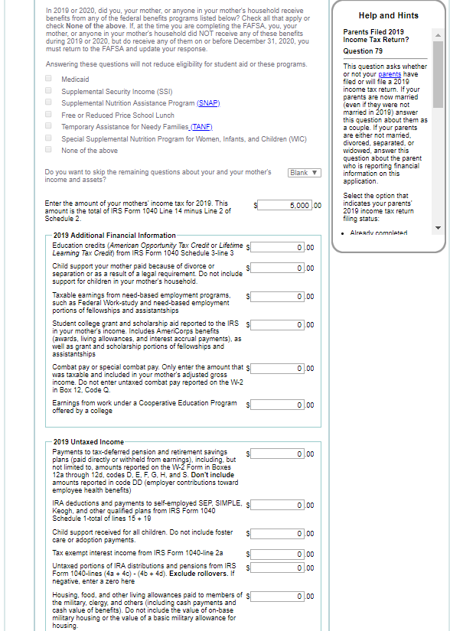 In 2019 or 2020, did you, your mother, or anyone in your mother's household receive
benefits from any of the federal benefits programs listed below? Check all that apply or
check None of the above. If, at the time you are completing the FAFSA, you, your
mother, or anyone in your mother's household did NOT receive any of these benefits
during 2019 or 2020, but do receive any of them on or before December 31, 2020, you
must return to the FAFSA and update your response.
Answering these questions will not reduce eligibility for student aid or these programs.
Medicaid
Supplemental Security Income (SSI)
Supplemental Nutrition Assistance Program (SNAP)
Free or Reduced Price School Lunch
Temporary Assistance for Needy Families (TANF)
Special Supplemental Nutrition Program for Women, Infants, and Children (WIC)
None of the above
Do you want to skip the remaining questions about your and your mother's
income and assets?
Blank
Enter the amount of your mothers' income tax for 2019. This
amount is the total of IRS Form 1040 Line 14 minus Line 2 of
Schedule 2.
$ 5,000 .00
2019 Additional Financial Information
Education credits (American Opportunity Tax Credit or Lifetime
Learning Tax Credit) from IRS Form 1040 Schedule 3-line 3
$ 0 .00
Child support your mother paid because of divorce or
separation or as a result of a legal requirement. Do not include
support for children in your mother's household.
$ 0 .00
Taxable earnings from need-based employment programs,
such as Federal Work-study and need-based employment
portions of fellowships and assistantships
$ 0 .00
Student college grant and scholarship aid reported to the IRS
in your mother's income. Includes AmeriCorps benefits
(awards, living allowances, and interest accrual payments), as
well as grant and scholarship portions of fellowships and
assistantships
$ 0 .00
Combat pay or special combat pay. Only enter the amount that
was taxable and included in your mother's adjusted gross
income. Do not enter untaxed combat pay reported on the W-2
in Box 12, Code Q.
$ 0 .00
Earnings from work under a Cooperative Education Program
offered by a college
$ 0 .00
2019 Untaxed Income
Payments to tax-deferred pension and retirement savings
plans (paid directly or withheld from earnings), including, but
not limited to, amounts reported on the W-2 Form in Boxes
12a through 12d, codes D, E, F, G, H, and S. Don't include
amounts reported in code DD (employer contributions toward
employee health benefits)
$ 0 .00
IRA deductions and payments to self-employed SEP, SIMPLE,
Keogh, and other qualified plans from IRS Form 1040
Schedule 1-total of lines 15 + 19
$ 0 .00
Child support received for all children. Do not include foster
care or adoption payments.
$ 0 .00
Tax exempt interest income from IRS Form 1040-line 2a
$ 0 .00
Untaxed portions of IRA distributions and pensions from IRS
Form 1040-lines (4a + 4c) - (4b + 4d). Exclude rollovers. If
negative, enter a zero here
$ 0 .00
Housing, food, and other living allowances paid to members of
the military, clergy, and others (including cash payments and
cash value of benefits). Do not include the value of on-base
military housing or the value of a basic military allowance for
housing.
$ 0 .00
Help and Hints
Parents Filed 2019
Income Tax Return?
Question 79
This question asks whether
or not your parents have
filed or will file a 2019
income tax return. If your
parents are now married
(even if they were not
married in 2019) answer
this question about them as
a couple. If your parents
are either not married,
divorced, separated, or
widowed, answer this
question about the parent
who is reporting financial
information on this
application.
Select the option that
indicates your parents'
2019 income tax return
filing status:
• Already completed